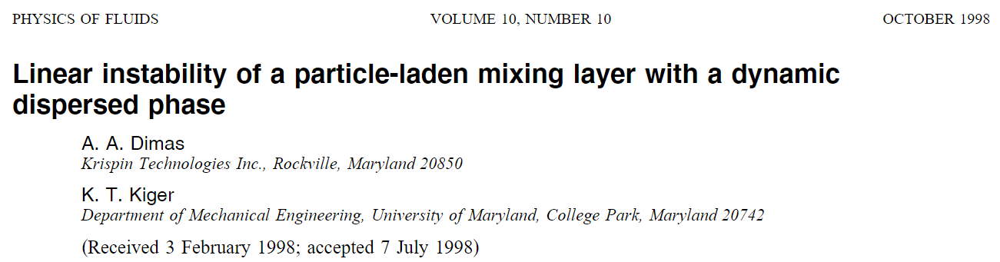 PHYSICS OF FLUIDS VOLUME 10, NUMBER 10 OCTOBER 1998
Linear instability of a particle-laden mixing layer with a dynamic
dispersed phase
A. A. Dimas
Krispin Technologies Inc., Rockville, Maryland 20850
K. T. Kiger
Department of Mechanical Engineering, University of Maryland, College Park, Maryland 20742
(Received 3 February 1998; accepted 7 July 1998)